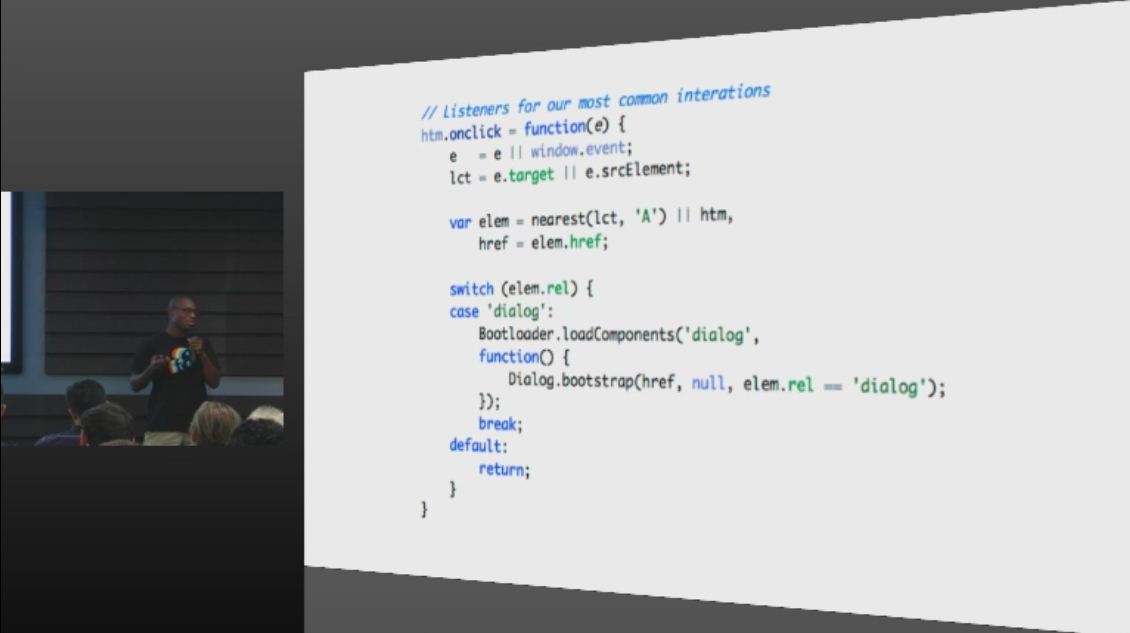 // Listeners for our most common interations
htm.onclick = function(e) {
    e   = e || window.event;
    lct = e.target || e.srcElement;
    var elem = nearest(lct, 'A') || htm,
        href = elem.href;
    switch (elem.rel) {
    case 'dialog':
        Bootloader.loadComponents('dialog',
        function() {
            Dialog.bootstrap(href, null, elem.rel == 'dialog');
        });
        break;
    default:
        return;
    }
}